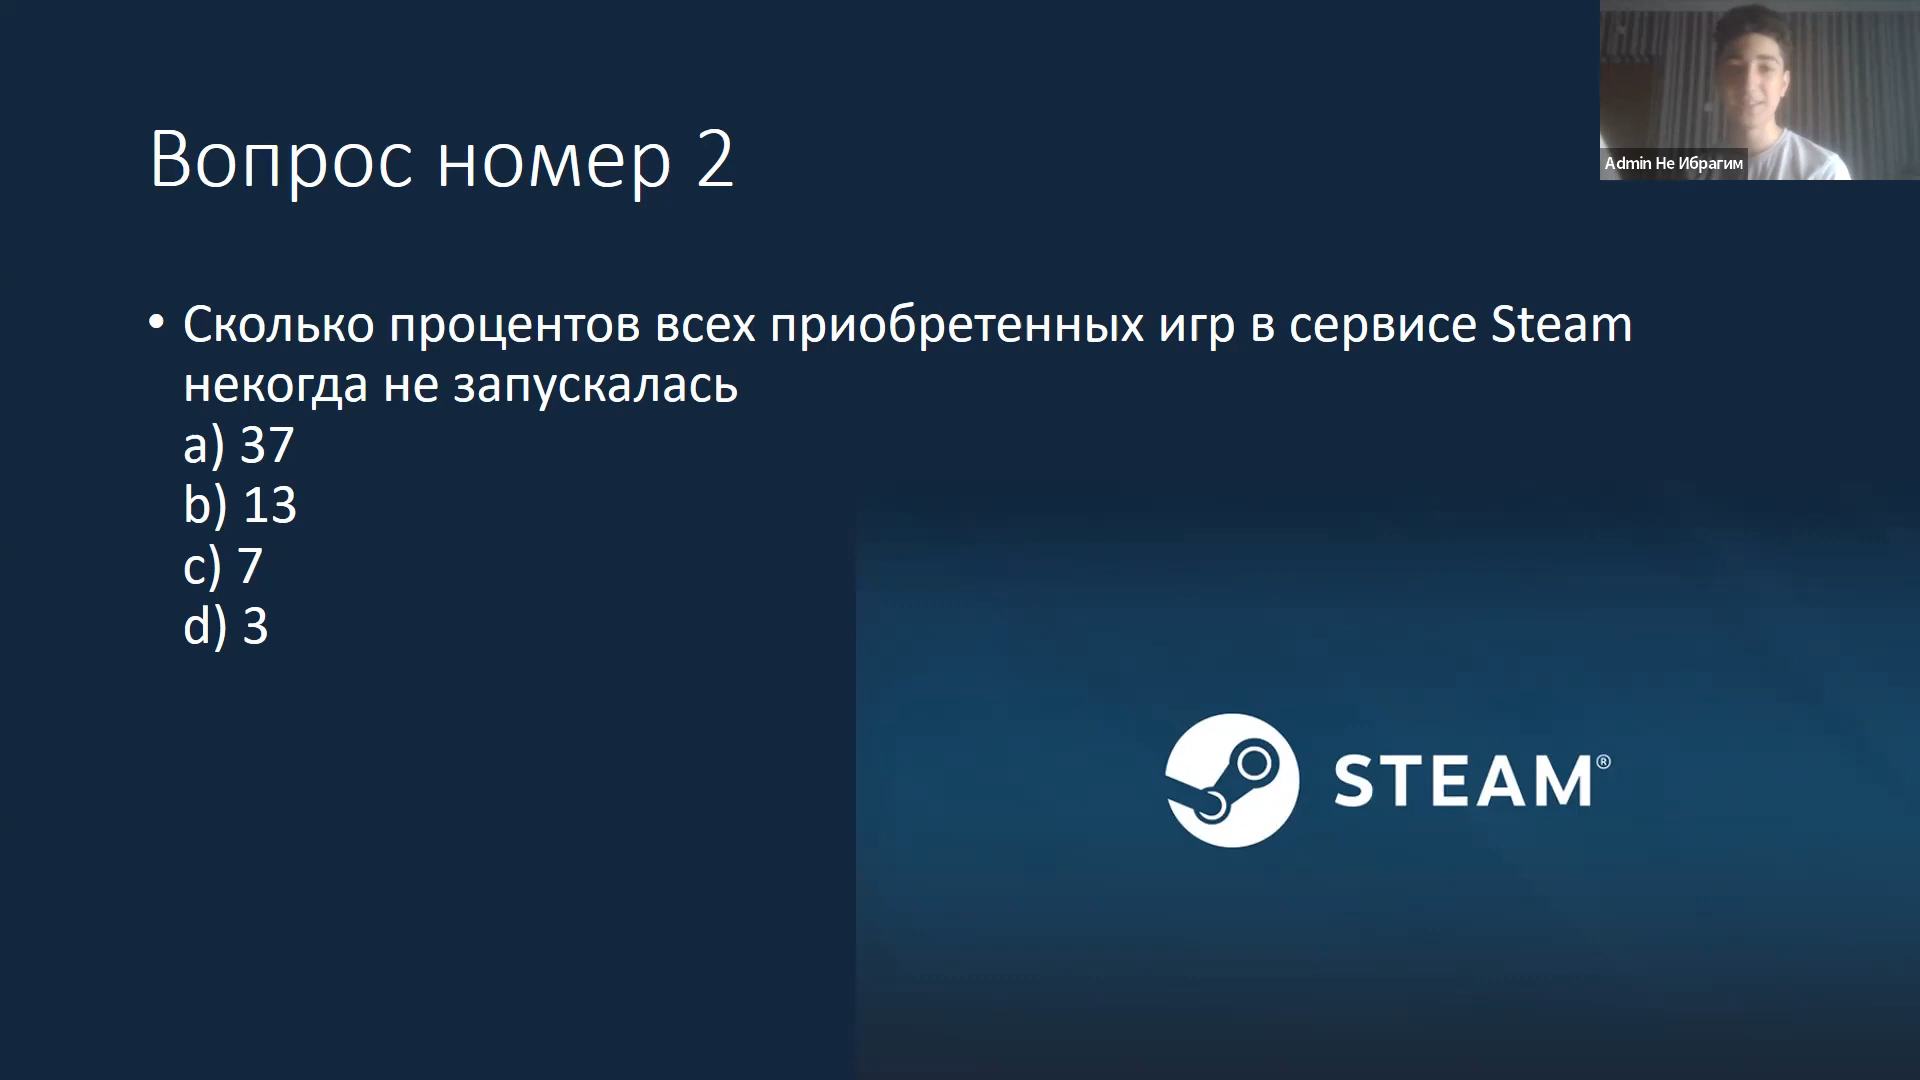 Admin Не Ибрагим
Вопрос номер 2
• Сколько процентов всех приобретенных игр в сервисе Steam
некогда не запускалась
a) 37
b) 13
c) 7
d) 3
STEAM®